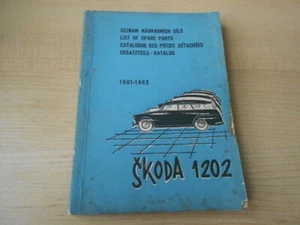 SEZNAM NÁHRADNÍCH DÍLŮ
LIST OF SPARE PARTS
CATALOGUE DES PIÈCES DÉTACHÉES
ERSATZTEILE - KATALOG
1961-1962
ŠKODA 1202